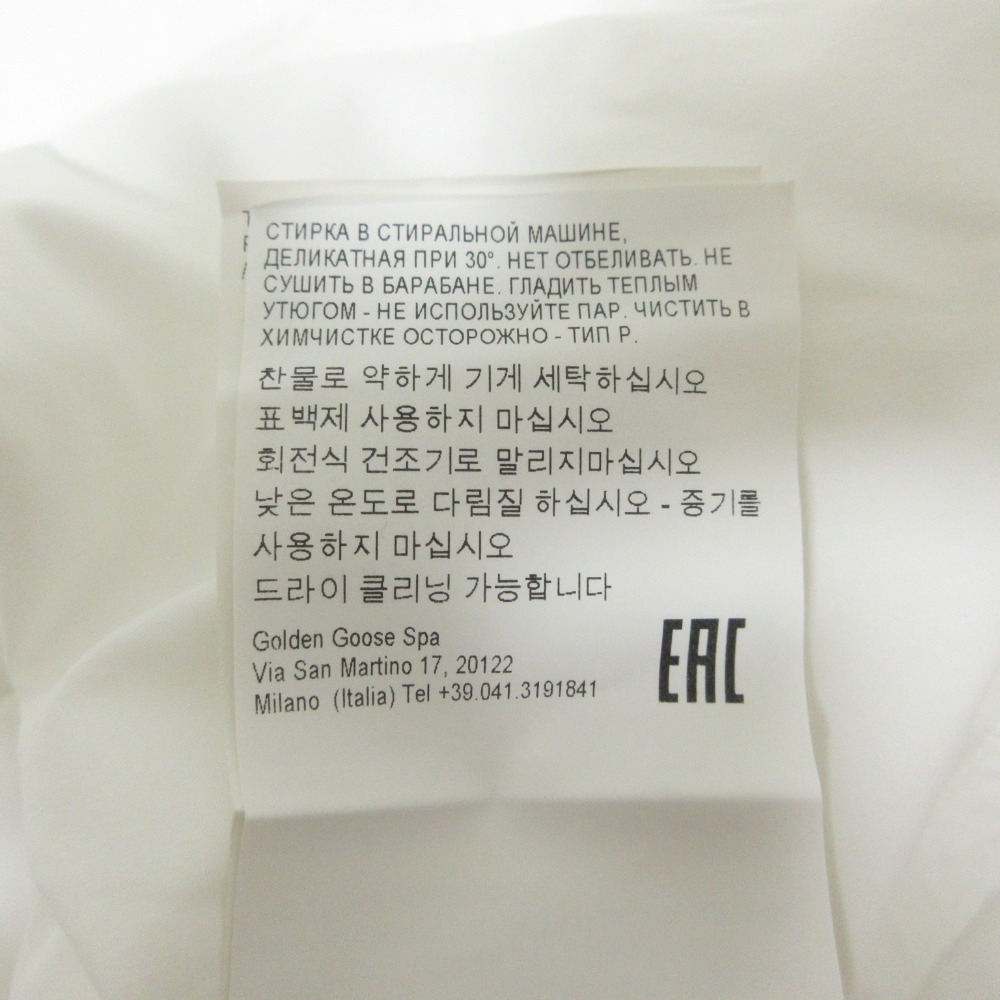 СТИРКА В СТИРАЛЬНОЙ МАШИНЕ,
ДЕЛИКАТНАЯ ПРИ 30°. НЕТ ОТБЕЛИВАТЬ. НЕ
СУШИТЬ В БАРАБАНЕ. ГЛАДИТЬ ТЕПЛЫМ
УТЮГОМ - НЕ ИСПОЛЬЗУЙТЕ ПАР. ЧИСТИТЬ В
ХИМЧИСТКЕ ОСТОРОЖНО - ТИП P.
찬물로 약하게 기게 세탁하십시오
표백제 사용하지 마십시오
회전식 건조기로 말리지마십시오
낮은 온도로 다림질 하십시오 - 중기를
사용하지 마십시오
드라이 클리닝 가능합니다
Golden Goose Spa
Via San Martino 17, 20122
Milano (Italia) Tel +39.041.3191841
EAC